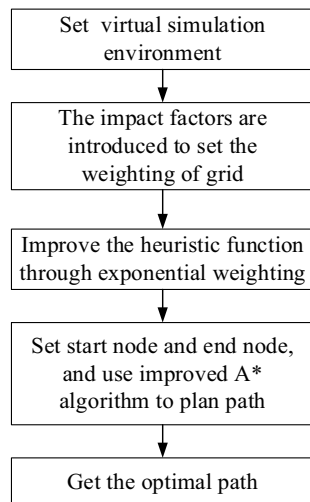 Set virtual simulation
environment
The impact factors are
introduced to set the
weighting of grid
Improve the heuristic function
through exponential weighting
Set start node and end node,
and use improved A*
algorithm to plan path
Get the optimal path